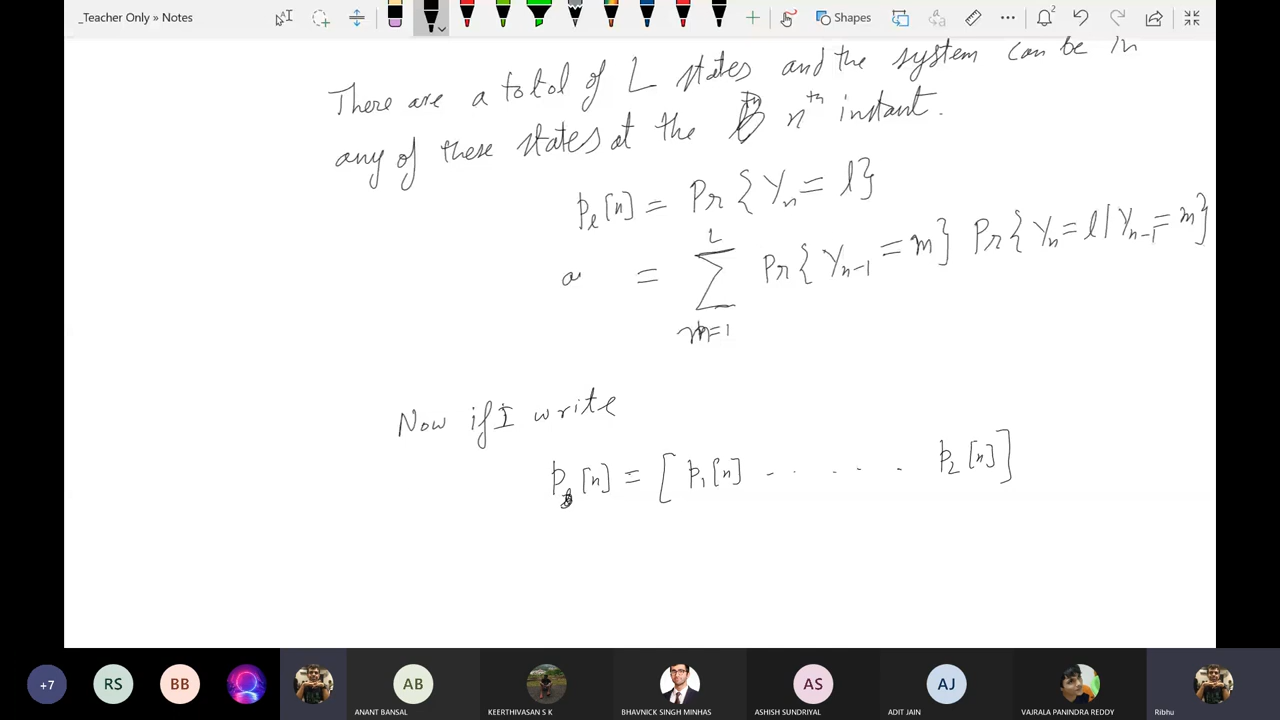 _Teacher Only » Notes
Shapes
There are a total of L states and the system can be in
any of these states at the nth instant.
pℓ[n] = Pr{Yn = l}
= L∑m=1 Pr{Yn-1 = m} Pr{Yn = l | Yn-1 = m}
Now if I write
p[n] = [p1[n] - . . . . . pL[n]]
+7
RS
BB
ANANT BANSAL
AB
KEERTHIVASAN S K
BHAVNICK SINGH MINHAS
AS
ASHISH SUNDRIYAL
AJ
ADIT JAIN
VAJRALA PANINDRA REDDY
Ribhu